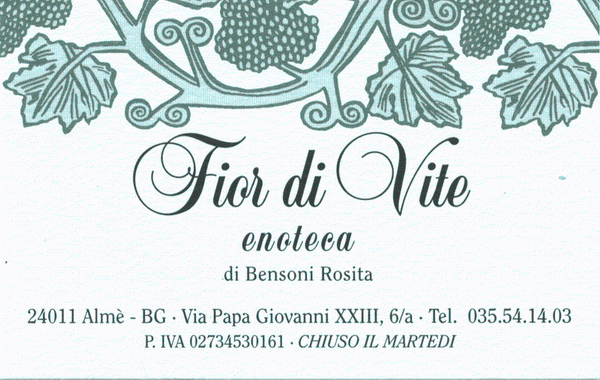 Fior di Vite
enoteca
di Bensoni Rosita
24011 Almè - BG · Via Papa Giovanni XXIII, 6/a · Tel. 035.54.14.03
P. IVA 02734530161 · CHIUSO IL MARTEDI